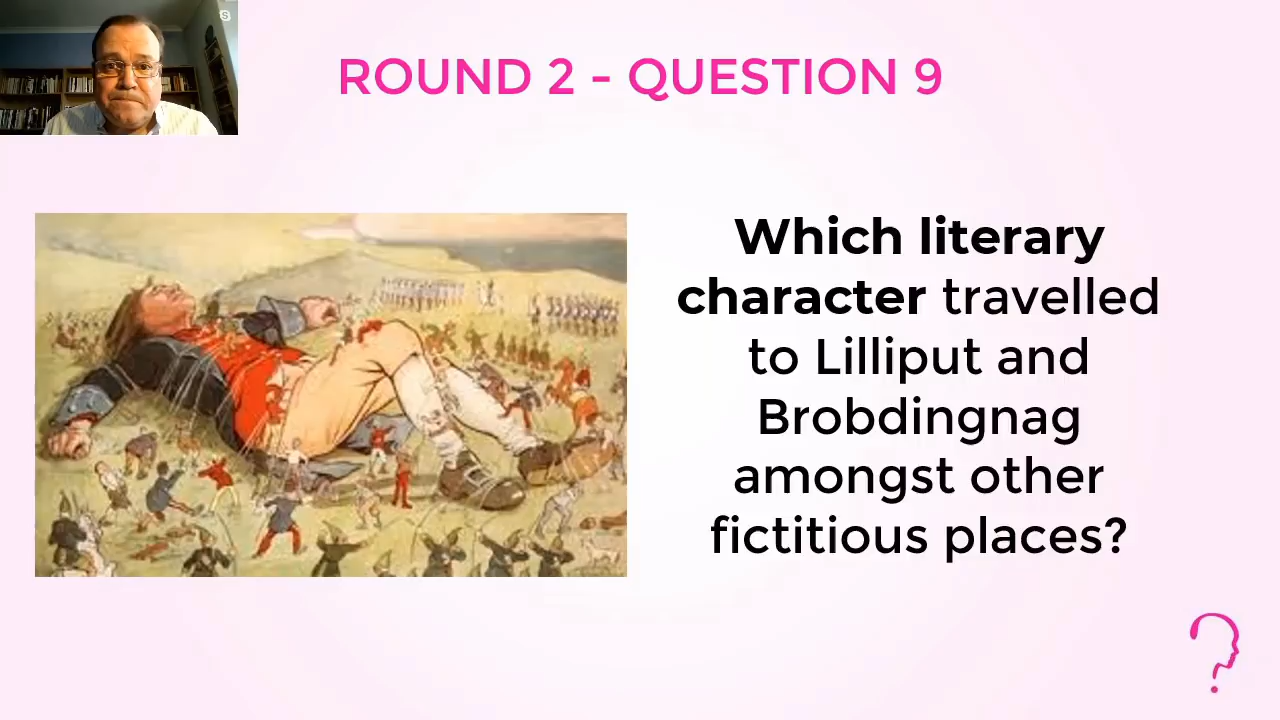 S
ROUND 2 - QUESTION 9
Which literary
character travelled
to Lilliput and
Brobdingnag
amongst other
fictitious places?